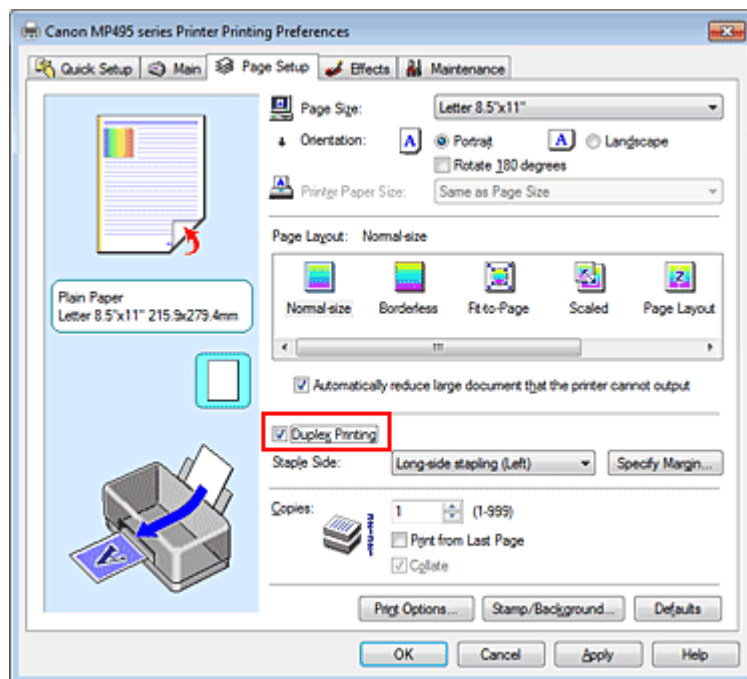 Canon MP495 series Printer Printing Preferences
Quick Setup Main Page Setup Effects Maintenance
Page Size: Letter 8.5"x11"
Orientation: A Portrait A Landscape
Rotate 180 degrees
Printer Paper Size: Same as Page Size
Page Layout: Normal-size
Normal-size Borderless Fit-to-Page Scaled Page Layout
Plain Paper
Letter 8.5"x11" 215.9x279.4mm
Automatically reduce large document that the printer cannot output
Duplex Printing
Staple Side: Long-side stapling (Left) Specify Margin...
Copies: 1 (1-999)
Print from Last Page
Collate
Print Options... Stamp/Background... Defaults
OK Cancel Apply Help